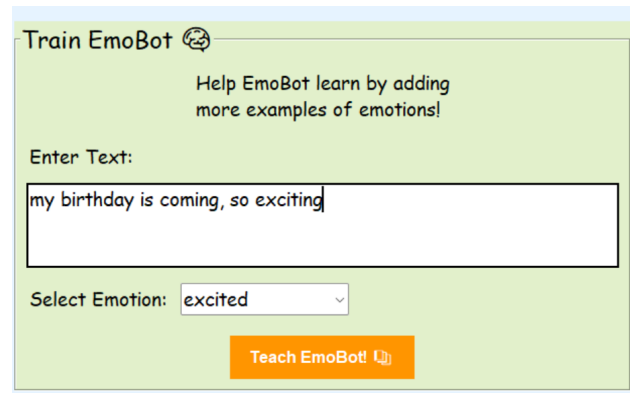 Train EmoBot
Help EmoBot learn by adding
more examples of emotions!
Enter Text:
my birthday is coming, so exciting
Select Emotion: excited
Teach EmoBot!